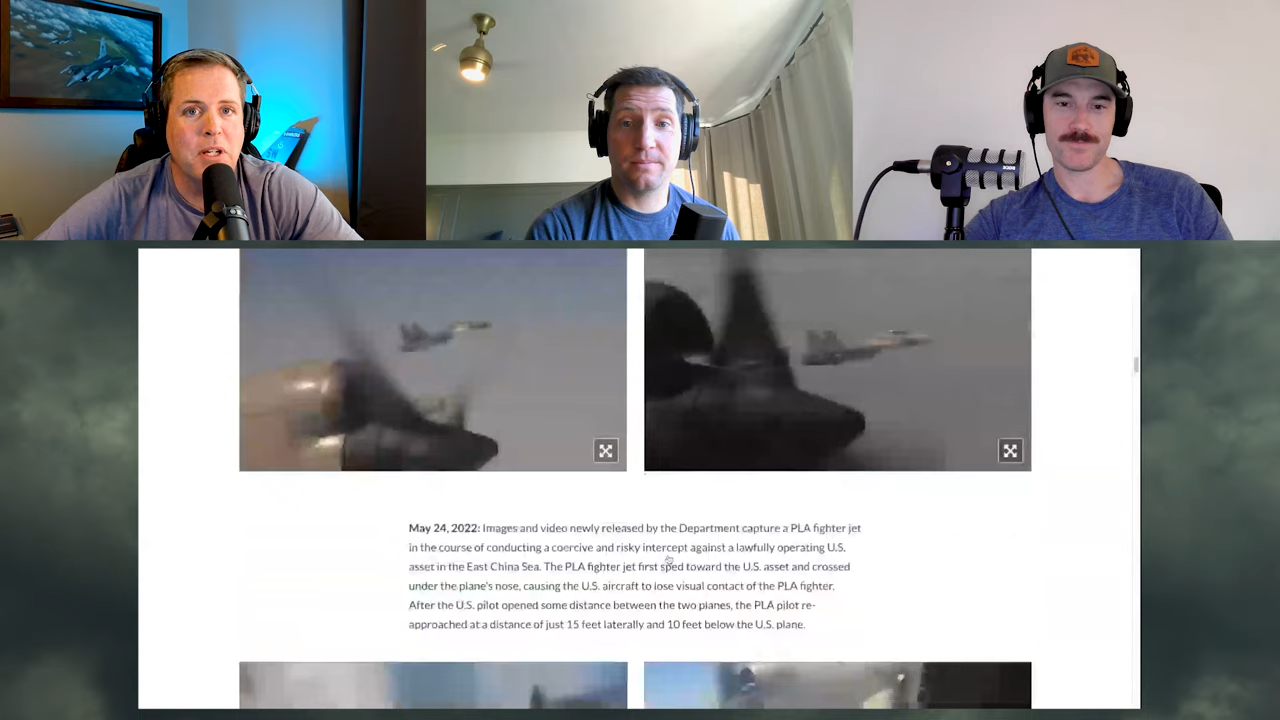 May 24, 2022: Images and video newly released by the Department capture a PLA fighter jet
in the course of conducting a coercive and risky intercept against a lawfully operating U.S.
asset in the East China Sea. The PLA fighter jet first sped toward the U.S. asset and crossed
under the plane's nose, causing the U.S. aircraft to lose visual contact of the PLA fighter.
After the U.S. pilot opened some distance between the two planes, the PLA pilot re-
approached at a distance of just 15 feet laterally and 10 feet below the U.S. plane.